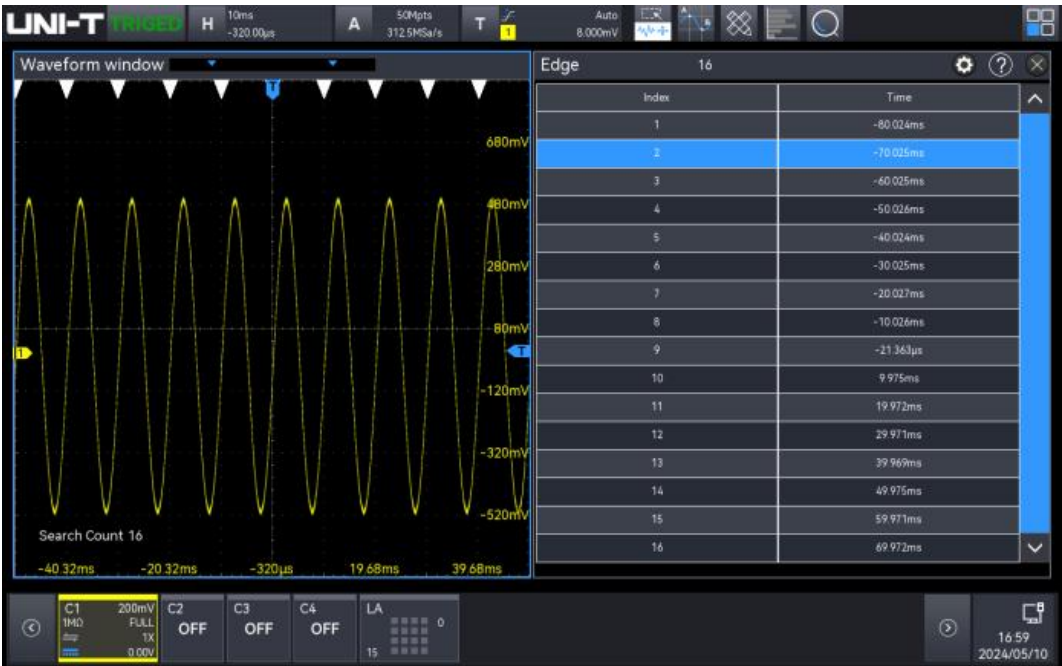 UNI-T TRIGED H 10ms -320.00μs A 50Mpts 312.5MSa/s T 1 Auto 8.000mV
Waveform window
T
680mV
480mV
280mV
80mV
1 T
-120mV
-320mV
-520mV
Search Count 16
-40.32ms -20.32ms -320μs 19.68ms 39.68ms
Edge 16 ?
Index Time
1 -80.024ms
2 -70.025ms
3 -60.025ms
4 -50.026ms
5 -40.024ms
6 -30.025ms
7 -20.027ms
8 -10.026ms
9 -21.363μs
10 9.975ms
11 19.972ms
12 29.971ms
13 39.969ms
14 49.975ms
15 59.971ms
16 69.972ms
C1 200mV
1MΩ FULL
1X
0.00V
C2 OFF
C3 OFF
C4 OFF
LA
0
15
16:59
2024/05/10